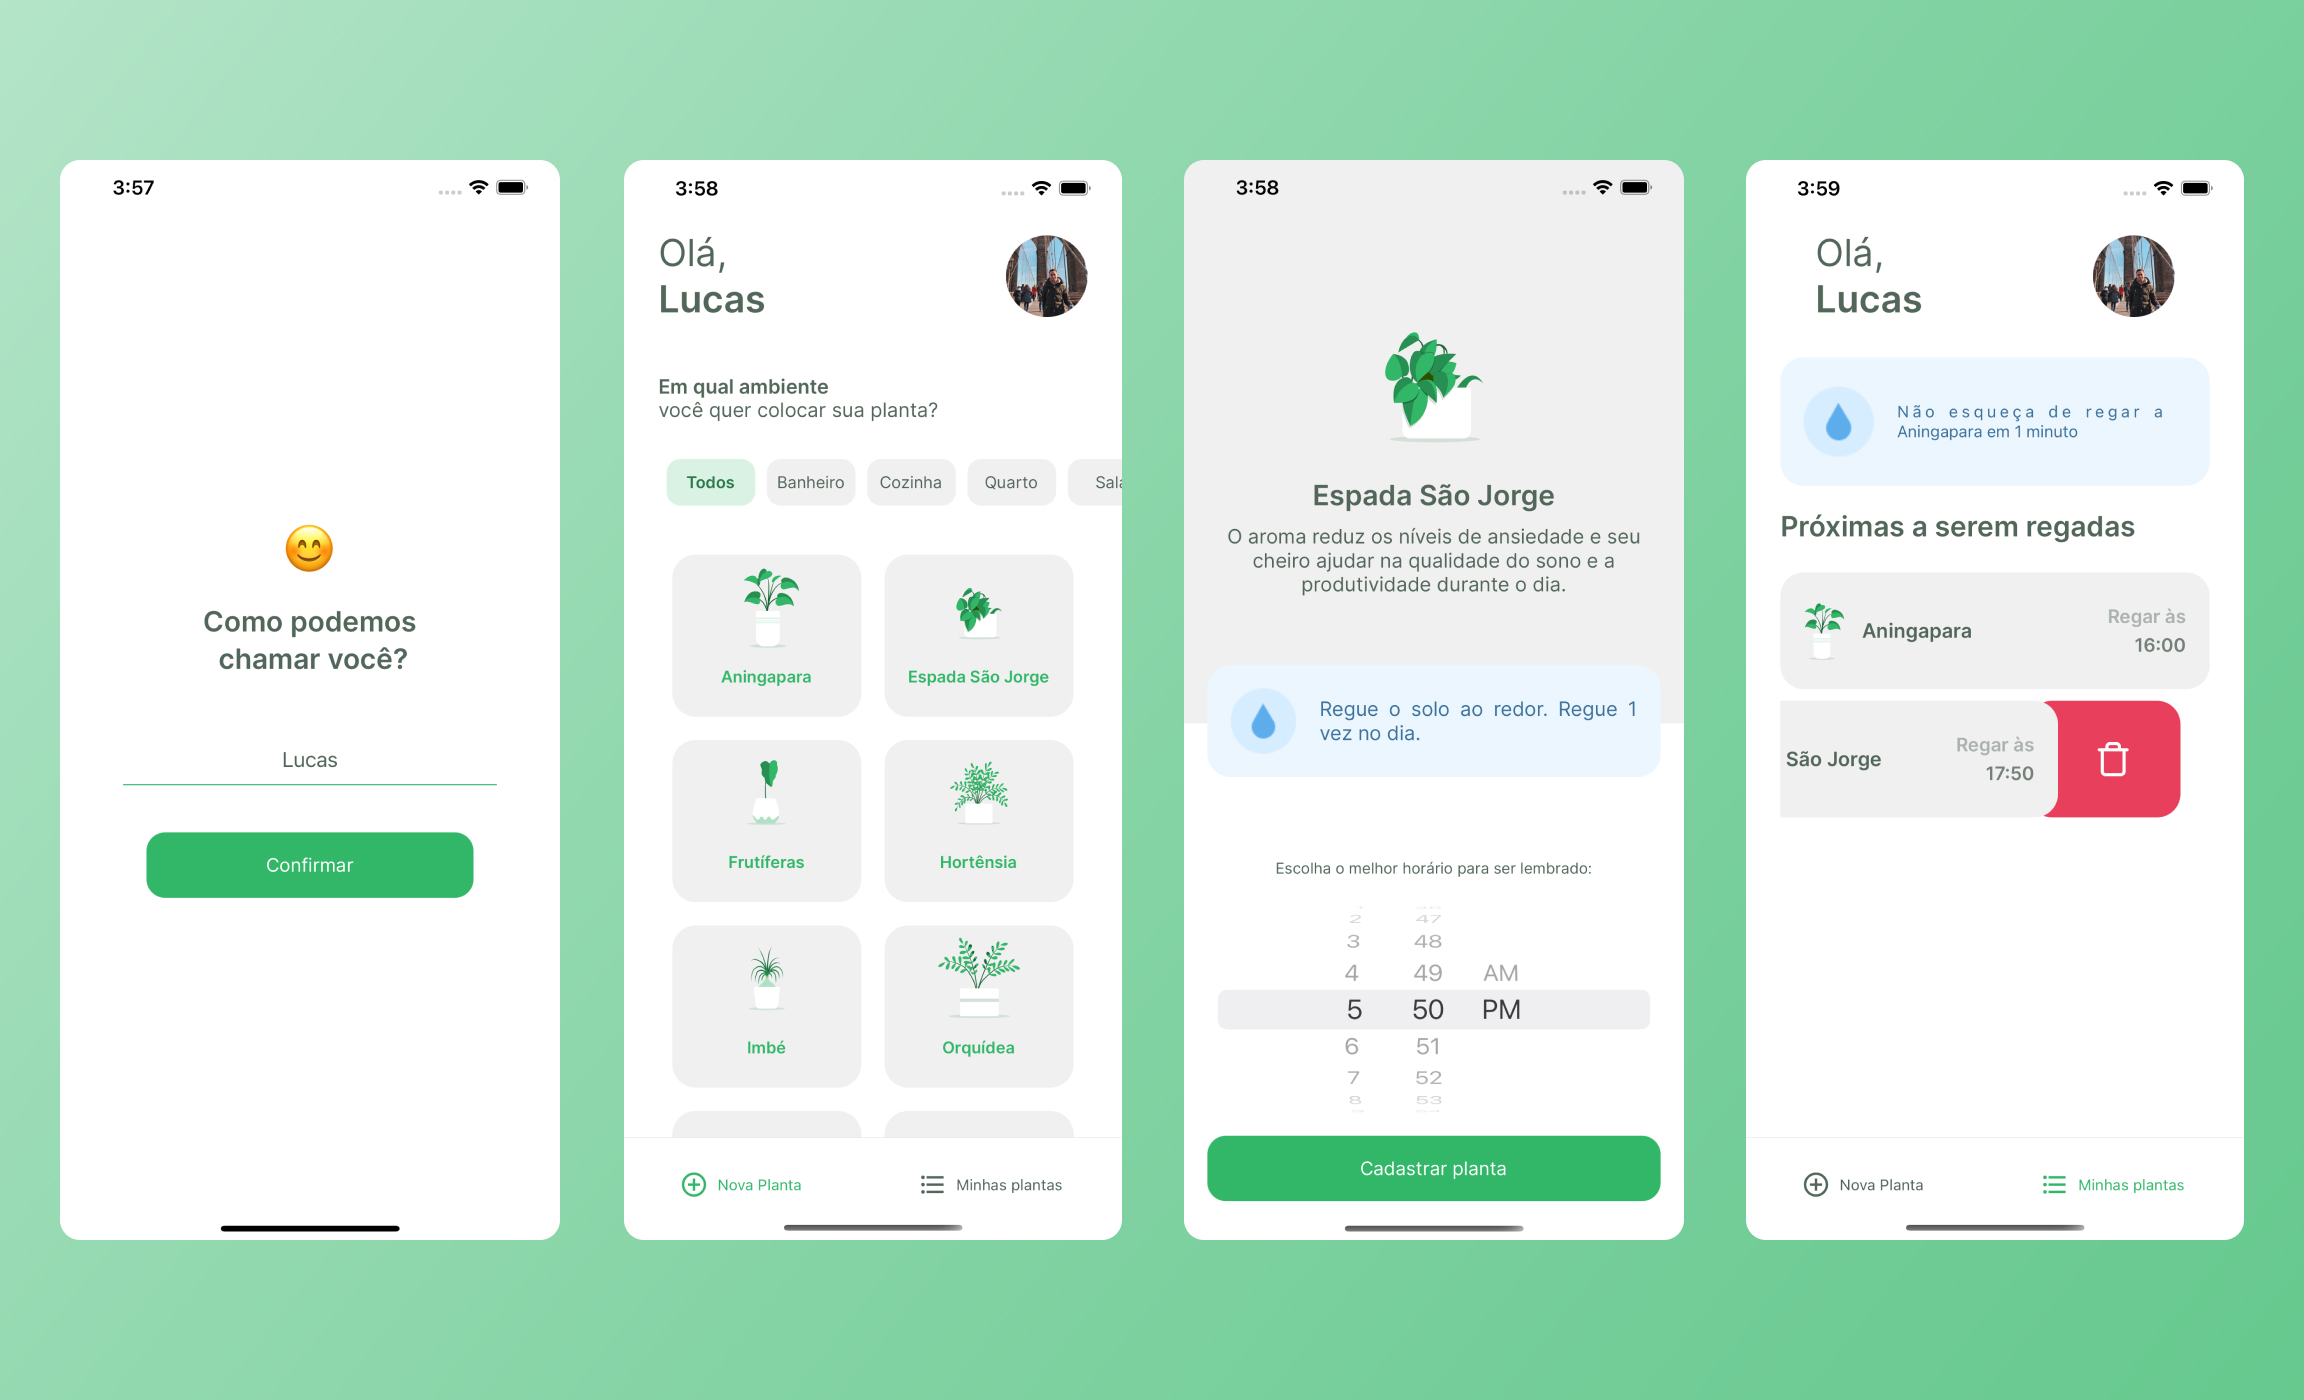 3:57
Como podemos
chamar você?
Lucas
Confirmar
3:58
Olá,
Lucas
Em qual ambiente
você quer colocar sua planta?
Todos Banheiro Cozinha Quarto Sala
Aningapara Espada São Jorge
Frutíferas Hortênsia
Imbé Orquídea
Nova Planta Minhas plantas
3:58
Espada São Jorge
O aroma reduz os níveis de ansiedade e seu
cheiro ajudar na qualidade do sono e a
produtividade durante o dia.
Regue o solo ao redor. Regue 1
vez no dia.
Escolha o melhor horário para ser lembrado:
2 47
3 48
4 49 AM
5 50 PM
6 51
7 52
8 53
Cadastrar planta
3:59
Olá,
Lucas
Não esqueça de regar a
Aningapara em 1 minuto
Próximas a serem regadas
Aningapara
Regar às
16:00
São Jorge
Regar às
17:50
Nova Planta Minhas plantas